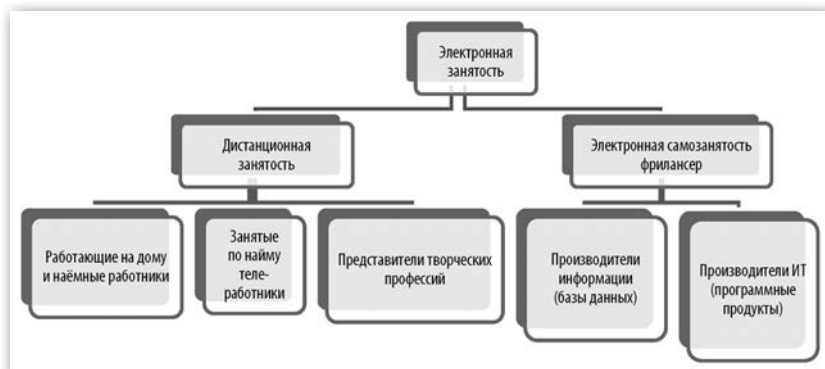 Электронная
занятость
Дистанционная
занятость
Электронная самозанятость
фрилансер
Работающие на дому
и наёмные работники
Занятые
по найму
теле-
работники
Представители творческих
профессий
Производители
информации
(базы данных)
Производители ИТ
(программные
продукты)